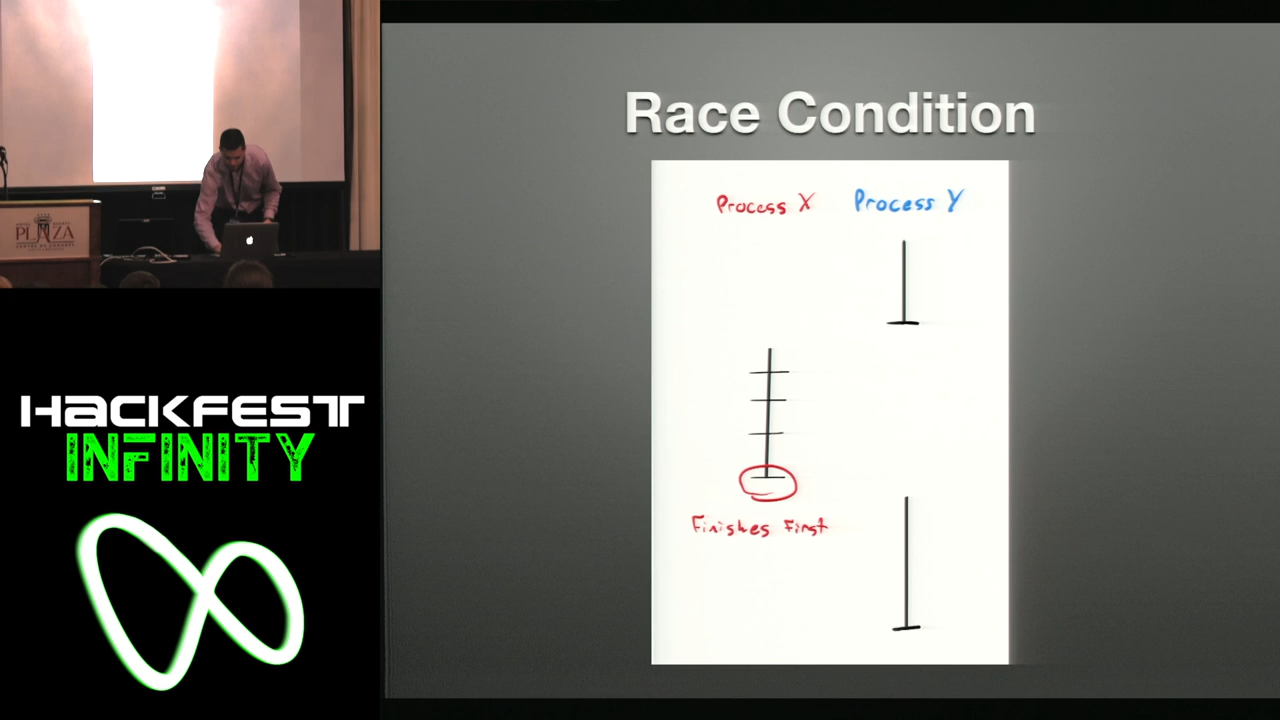 Race Condition
Process X
Process Y
Finishes First
PLAZA
HACKFEST
INFINITY